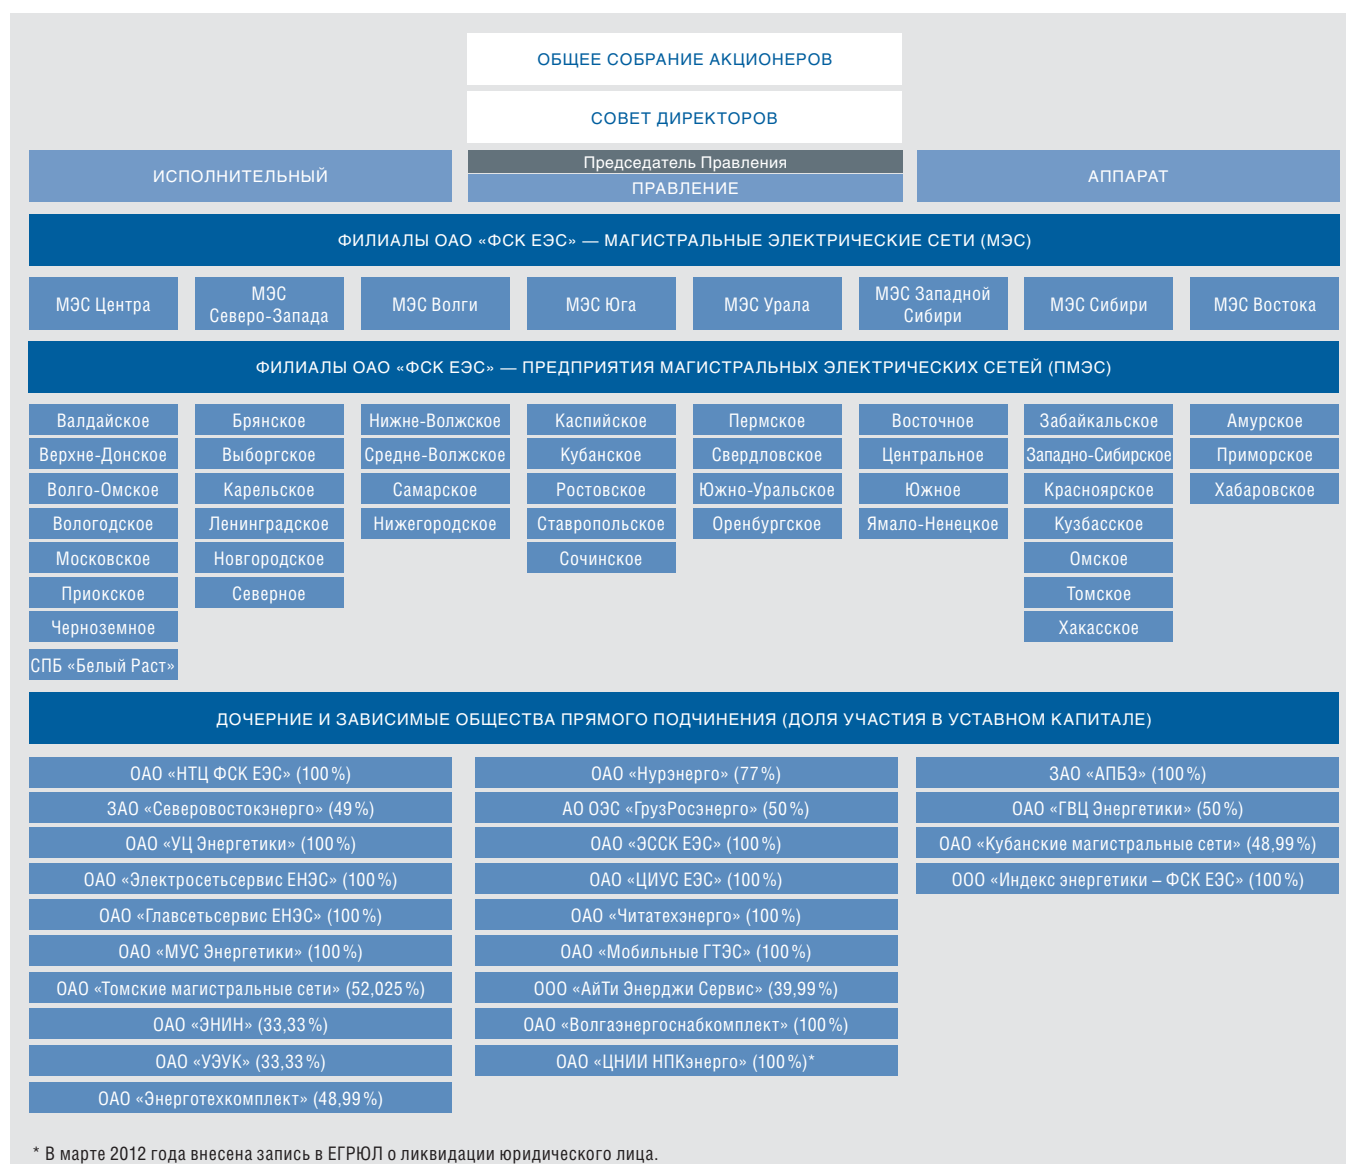 ОБЩЕЕ СОБРАНИЕ АКЦИОНЕРОВ
СОВЕТ ДИРЕКТОРОВ
ИСПОЛНИТЕЛЬНЫЙ
Председатель Правления
ПРАВЛЕНИЕ
АППАРАТ
ФИЛИАЛЫ ОАО «ФСК ЕЭС» — МАГИСТРАЛЬНЫЕ ЭЛЕКТРИЧЕСКИЕ СЕТИ (МЭС)
МЭС Центра
МЭС
Северо-Запада
МЭС Волги
МЭС Юга
МЭС Урала
МЭС Западной
Сибири
МЭС Сибири
МЭС Востока
ФИЛИАЛЫ ОАО «ФСК ЕЭС» — ПРЕДПРИЯТИЯ МАГИСТРАЛЬНЫХ ЭЛЕКТРИЧЕСКИХ СЕТЕЙ (ПМЭС)
Валдайское
Верхне-Донское
Волго-Омское
Вологодское
Московское
Приокское
Черноземное
СПБ «Белый Раст»
Брянское
Выборгское
Карельское
Ленинградское
Новгородское
Северное
Нижне-Волжское
Средне-Волжское
Самарское
Нижегородское
Каспийское
Кубанское
Ростовское
Ставропольское
Сочинское
Пермское
Свердловское
Южно-Уральское
Оренбургское
Восточное
Центральное
Южное
Ямало-Ненецкое
Забайкальское
Западно-Сибирское
Красноярское
Кузбасское
Омское
Томское
Хакасское
Амурское
Приморское
Хабаровское
ДОЧЕРНИЕ И ЗАВИСИМЫЕ ОБЩЕСТВА ПРЯМОГО ПОДЧИНЕНИЯ (ДОЛЯ УЧАСТИЯ В УСТАВНОМ КАПИТАЛЕ)
ОАО «НТЦ ФСК ЕЭС» (100%)
ЗАО «Северовостокэнерго» (49%)
ОАО «УЦ Энергетики» (100%)
ОАО «Электросетьсервис ЕНЭС» (100%)
ОАО «Главсетьсервис ЕНЭС» (100%)
ОАО «МУС Энергетики» (100%)
ОАО «Томские магистральные сети» (52,025%)
ОАО «ЭНИН» (33,33%)
ОАО «УЭУК» (33,33%)
ОАО «Энерготехкомплект» (48,99%)
ОАО «Нурэнерго» (77%)
АО ОЭС «ГрузРосэнерго» (50%)
ОАО «ЭССК ЕЭС» (100%)
ОАО «ЦИУС ЕЭС» (100%)
ОАО «Читатехэнерго» (100%)
ОАО «Мобильные ГТЭС» (100%)
ООО «АйТи Энерджи Сервис» (39,99%)
ОАО «Волгаэнергоснабкомплект» (100%)
ОАО «ЦНИИ НПКэнерго» (100%)*
ЗАО «АПБЭ» (100%)
ОАО «ГВЦ Энергетики» (50%)
ОАО «Кубанские магистральные сети» (48,99%)
ООО «Индекс энергетики – ФСК ЕЭС» (100%)
* В марте 2012 года внесена запись в ЕГРЮЛ о ликвидации юридического лица.